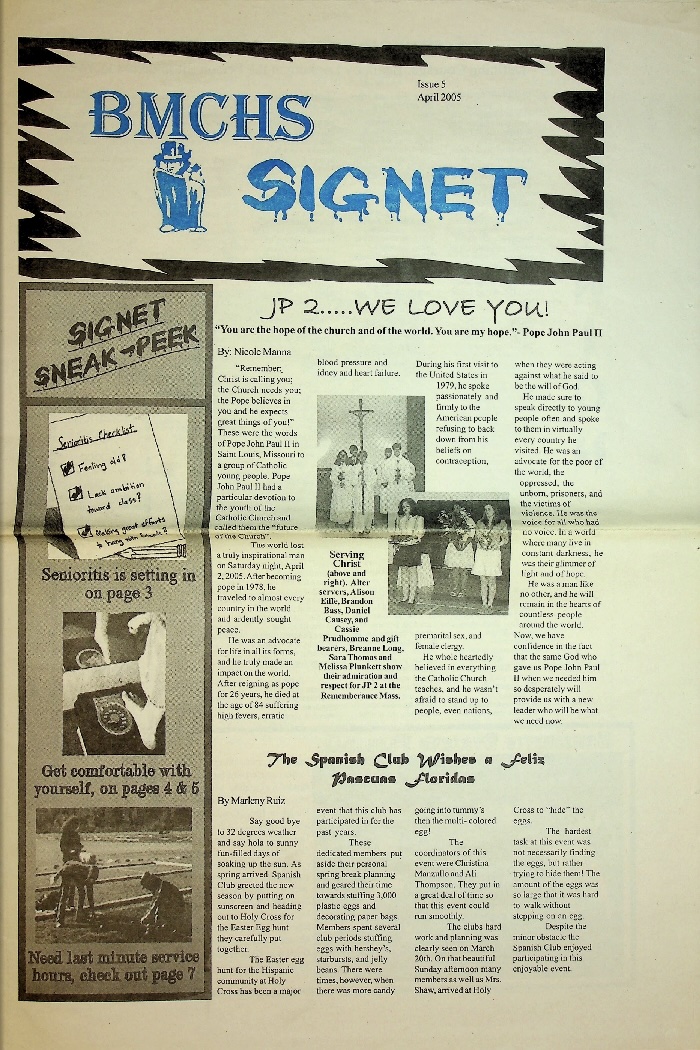 Issue 5
April 2005
BMCHS
SIGNET
SIGNET
SNEAK-PEEK
Senioritis Checklist
Feeling old?
Lack ambition
toward class?
Making great efforts
to hang with
Senioritis is setting in
on page 3
Get comfortable with
yourself, on pages 4 & 5
Need last minute service
hours, check out page 7
JP 2.....WE LOVE YOU!
"You are the hope of the church and of the world. You are my hope."- Pope John Paul II
By: Nicole Manna
"Remember,
Christ is calling you;
the Church needs you;
the Pope believes in
you and he expects
great things of you!"
These were the words
of Pope John Paul II in
Saint Louis, Missouri to
a group of Catholic
young people. Pope
John Paul II had a
particular devotion to
the youth of the
Catholic Church and
called them the "future
of the Church".
The world lost
a truly inspirational man
on Saturday night, April
2, 2005. After becoming
pope in 1978, he
traveled to almost every
country in the world
and ardently sought
peace.
He was an advocate
for life in all its forms,
and he truly made an
impact on the world.
After reigning as pope
for 26 years, he died at
the age of 84 suffering
high fevers, erratic
blood pressure and
idney and heart failure.
Serving
Christ
(above and
right). Alter
servers, Alison
Eifle, Brandon
Bass, Daniel
Causey, and
Cassie
Prudhomme and gift
bearers, Breanne Long,
Sara Thomas and
Melissa Plunkett show
their admiration and
respect for JP 2 at the
Rememberance Mass.
During his first visit to
the United States in
1979, he spoke
passionately and
firmly to the
American people
refusing to back
down from his
beliefs on
contraception,
premarital sex, and
female clergy.
He whole heartedly
believed in everything
the Catholic Church
teaches, and he wasn't
afraid to stand up to
people, even nations,
when they were acting
against what he said to
be the will of God.
He made sure to
speak directly to young
people often and spoke
to them in virtually
every country he
visited. He was an
advocate for the poor of
the world, the
oppressed, the
unborn, prisoners, and
the victims of
violence. He was the
voice for all who had
no voice. In a world
where many live in
constant darkness, he
was their glimmer of
light and of hope.
He was a man like
no other, and he will
remain in the hearts of
countless people
around the world.
Now, we have
confidence in the fact
that the same God who
gave us Pope John Paul
II when we needed him
so desperately will
provide us with a new
leader who will be what
we need now.
The Spanish Club Wishes a Feliz
Pascuas Floridas
By Marleny Ruiz
Say good bye
to 32 degrees weather
and say hola to sunny
fun-filled days of
soaking up the sun. As
spring arrived Spanish
Club greeted the new
season by putting on
sunscreen and heading
out to Holy Cross for
the Easter Egg hunt
they carefully put
together.
The Easter egg
hunt for the Hispanic
community at Holy
Cross has been a major
event that this club has
participated in for the
past years.
These
dedicated members put
aside their personal
spring break planning
and geared their time
towards stuffing 3,000
plastic eggs and
decorating paper bags.
Members spent several
club periods stuffing
eggs with hershey's,
starbursts, and jelly
beans. There were
times, however, when
there was more candy
going into tummy's
then the multi- colored
egg!
The
coordinators of this
event were Christina
Manzullo and Ali
Thompson. They put in
a great deal of time so
that this event could
run smoothly.
The clubs hard
work and planning was
clearly seen on March
20th. On that beautiful
Sunday afternoon many
members as well as Mrs.
Shaw, arrived at Holy
Cross to "hide" the
eggs.
The hardest
task at this event was
not necessarily finding
the eggs, but rather
trying to hide them! The
amount of the eggs was
so large that it was hard
to walk without
stepping on an egg.
Despite the
minor obstacle the
Spanish Club enjoyed
participating in this
enjoyable event.